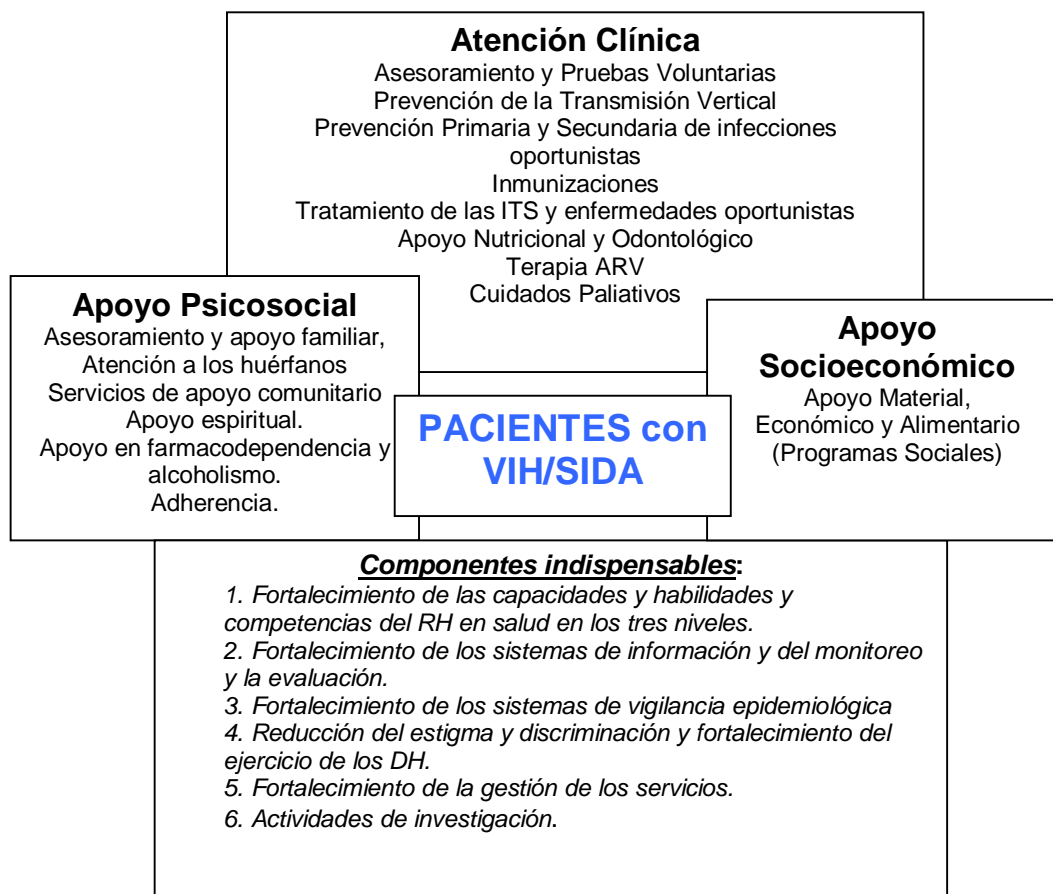 Atención Clínica
Asesoramiento y Pruebas Voluntarias
Prevención de la Transmisión Vertical
Prevención Primaria y Secundaria de infecciones
oportunistas
Inmunizaciones
Tratamiento de las ITS y enfermedades oportunistas
Apoyo Nutricional y Odontológico
Terapia ARV
Cuidados Paliativos
Apoyo Psicosocial
Asesoramiento y apoyo familiar,
Atención a los huérfanos
Servicios de apoyo comunitario
Apoyo espiritual.
Apoyo en farmacodependencia y
alcoholismo.
Adherencia.
PACIENTES con
VIH/SIDA
Apoyo
Socioeconómico
Apoyo Material,
Económico y Alimentario
(Programas Sociales)
Componentes indispensables:
1. Fortalecimiento de las capacidades y habilidades y
competencias del RH en salud en los tres niveles.
2. Fortalecimiento de los sistemas de información y del monitoreo
y la evaluación.
3. Fortalecimiento de los sistemas de vigilancia epidemiológica
4. Reducción del estigma y discriminación y fortalecimiento del
ejercicio de los DH.
5. Fortalecimiento de la gestión de los servicios.
6. Actividades de investigación.